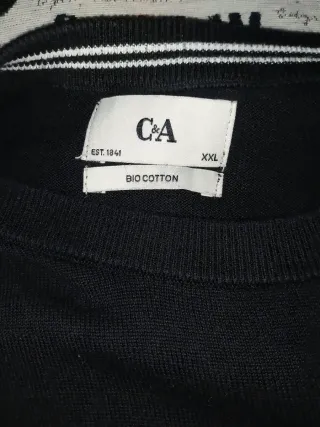 C&A
EST. 1841 XXL
BIO COTTON